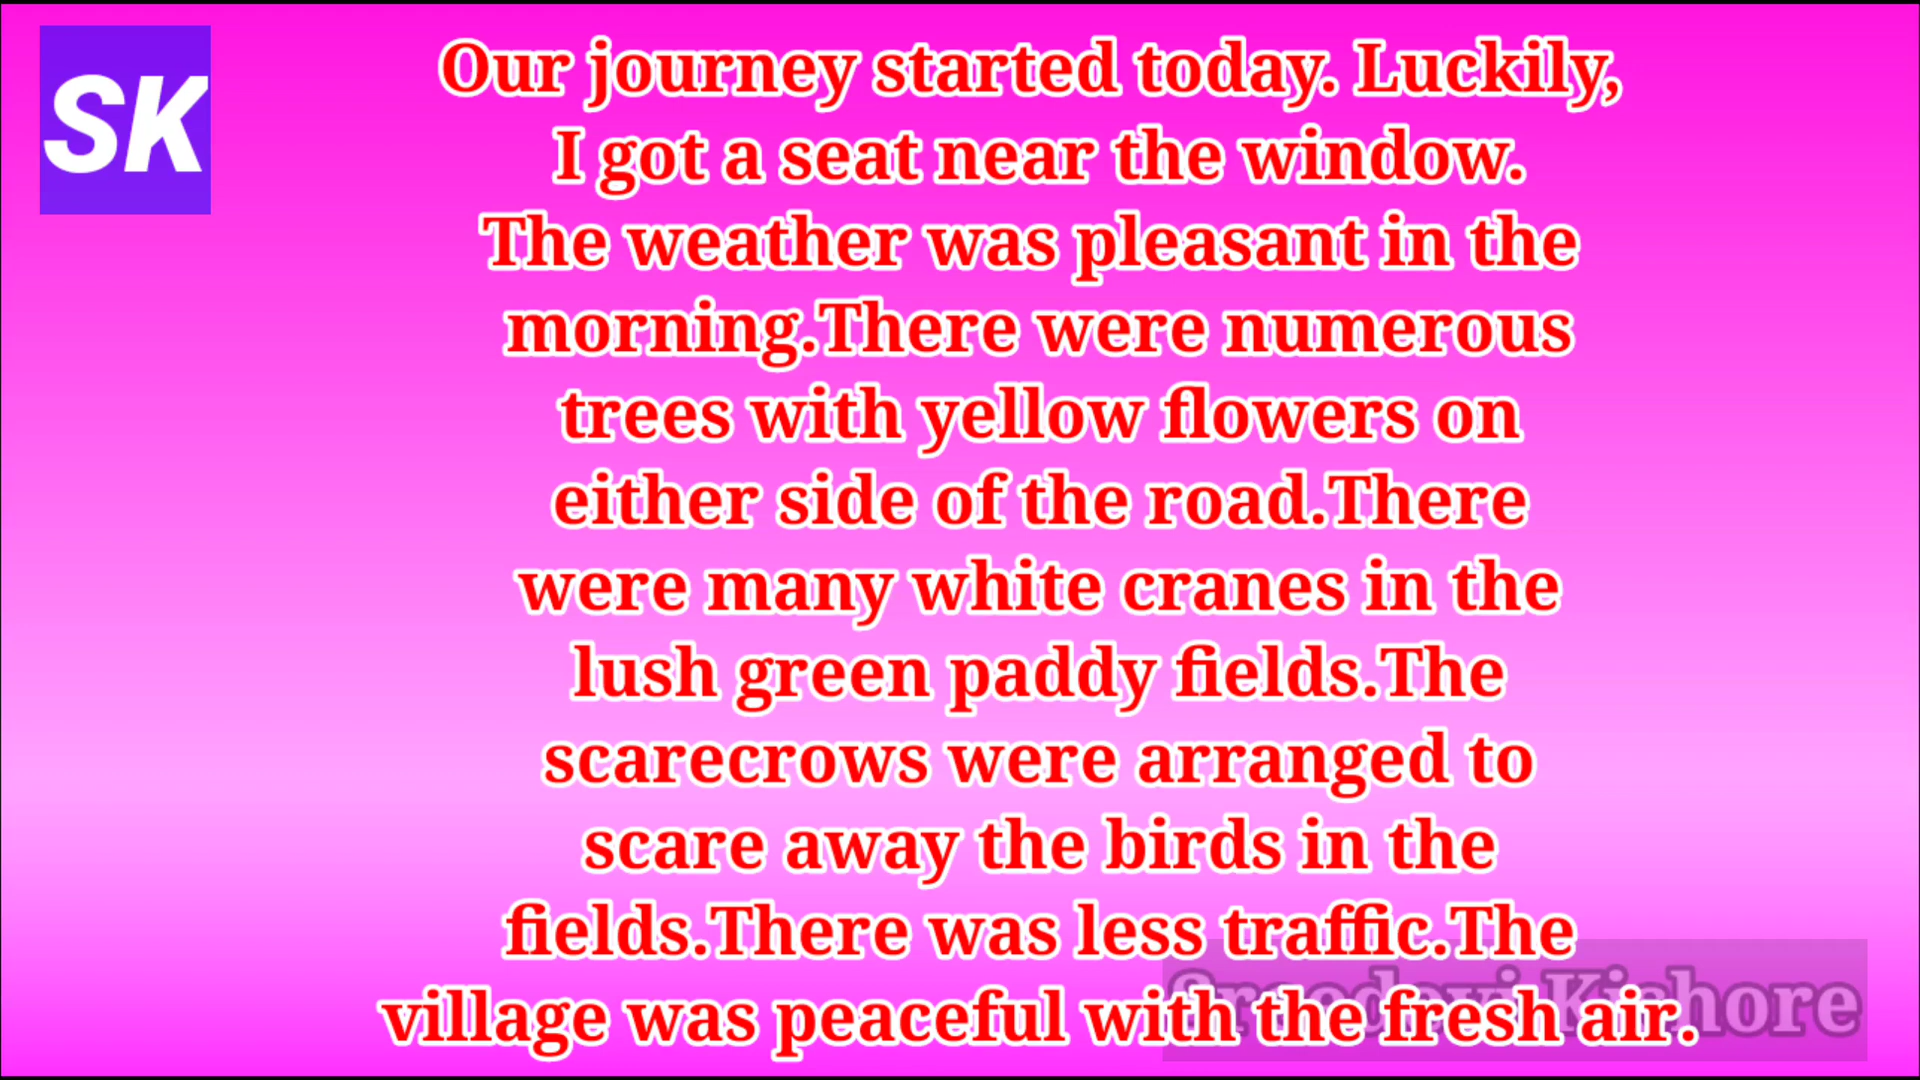 SK
Our journey started today. Luckily,
I got a seat near the window.
The weather was pleasant in the
morning.There were numerous
trees with yellow flowers on
either side of the road.There
were many white cranes in the
lush green paddy fields.The
scarecrows were arranged to
scare away the birds in the
fields.There was less traffic.The
village was peaceful with the fresh air.
Sreedevi Kishore